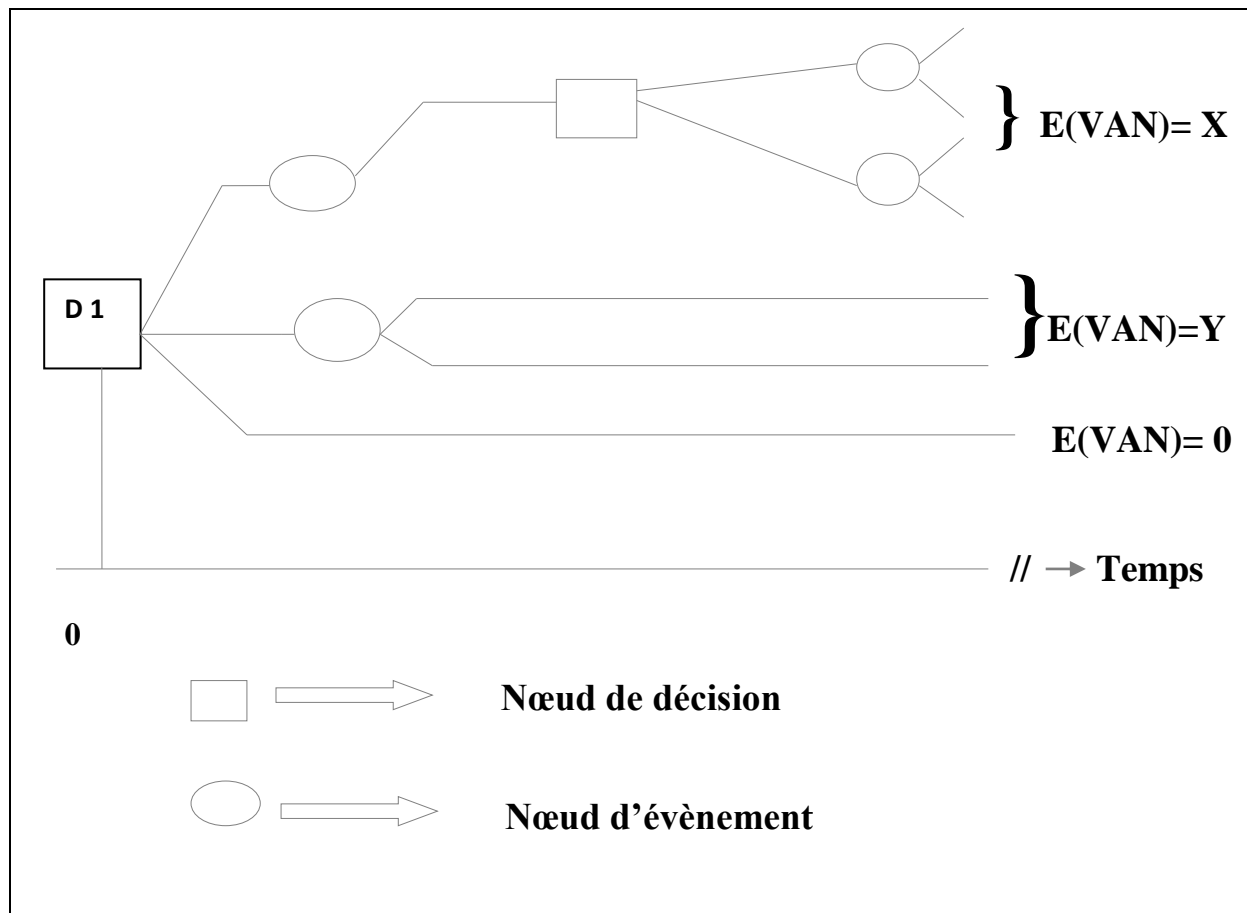 E(VAN)= X
D 1
E(VAN)=Y
E(VAN)= 0
// → Temps
0
Nœud de décision
Nœud d’évènement